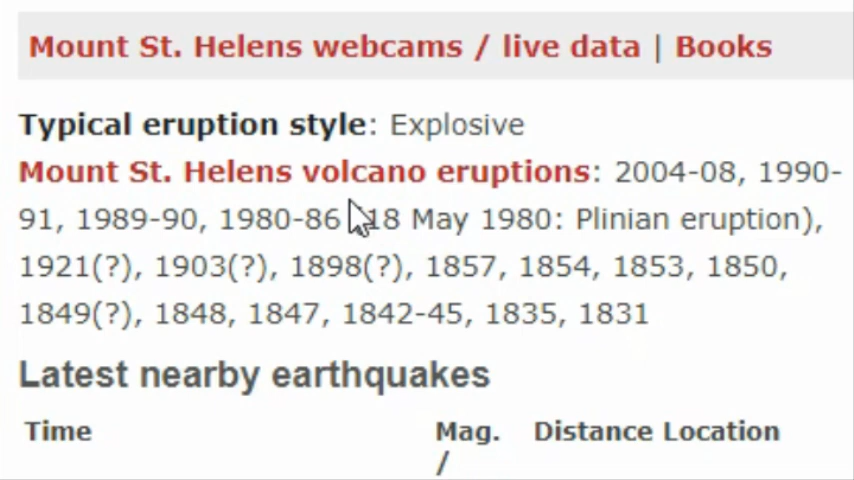 Mount St. Helens webcams / live data | Books
Typical eruption style: Explosive
Mount St. Helens volcano eruptions: 2004-08, 1990-
91, 1989-90, 1980-86 18 May 1980: Plinian eruption),
1921(?), 1903(?), 1898(?), 1857, 1854, 1853, 1850,
1849(?), 1848, 1847, 1842-45, 1835, 1831
Latest nearby earthquakes
Time Mag. Distance Location
/